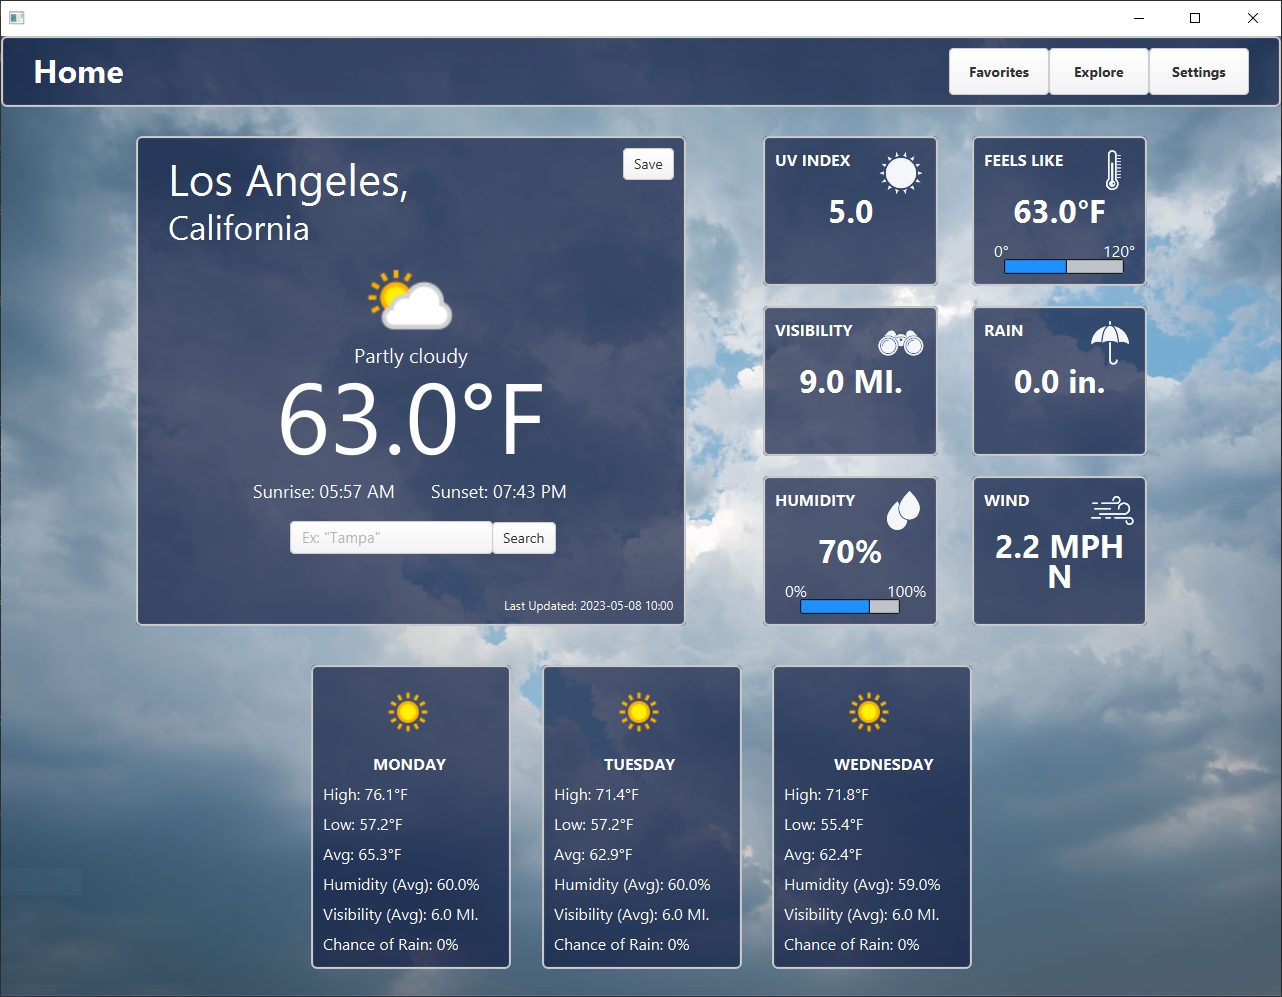 Home
Favorites
Explore
Settings
Los Angeles,
California
Save
Partly cloudy
63.0°F
Sunrise: 05:57 AM
Sunset: 07:43 PM
Ex: "Tampa"
Search
Last Updated: 2023-05-08 10:00
UV INDEX
5.0
FEELS LIKE
63.0°F
0°
120°
VISIBILITY
9.0 MI.
RAIN
0.0 in.
HUMIDITY
70%
0%
100%
WIND
2.2 MPH
N
MONDAY
High: 76.1°F
Low: 57.2°F
Avg: 65.3°F
Humidity (Avg): 60.0%
Visibility (Avg): 6.0 MI.
Chance of Rain: 0%
TUESDAY
High: 71.4°F
Low: 57.2°F
Avg: 62.9°F
Humidity (Avg): 60.0%
Visibility (Avg): 6.0 MI.
Chance of Rain: 0%
WEDNESDAY
High: 71.8°F
Low: 55.4°F
Avg: 62.4°F
Humidity (Avg): 59.0%
Visibility (Avg): 6.0 MI.
Chance of Rain: 0%